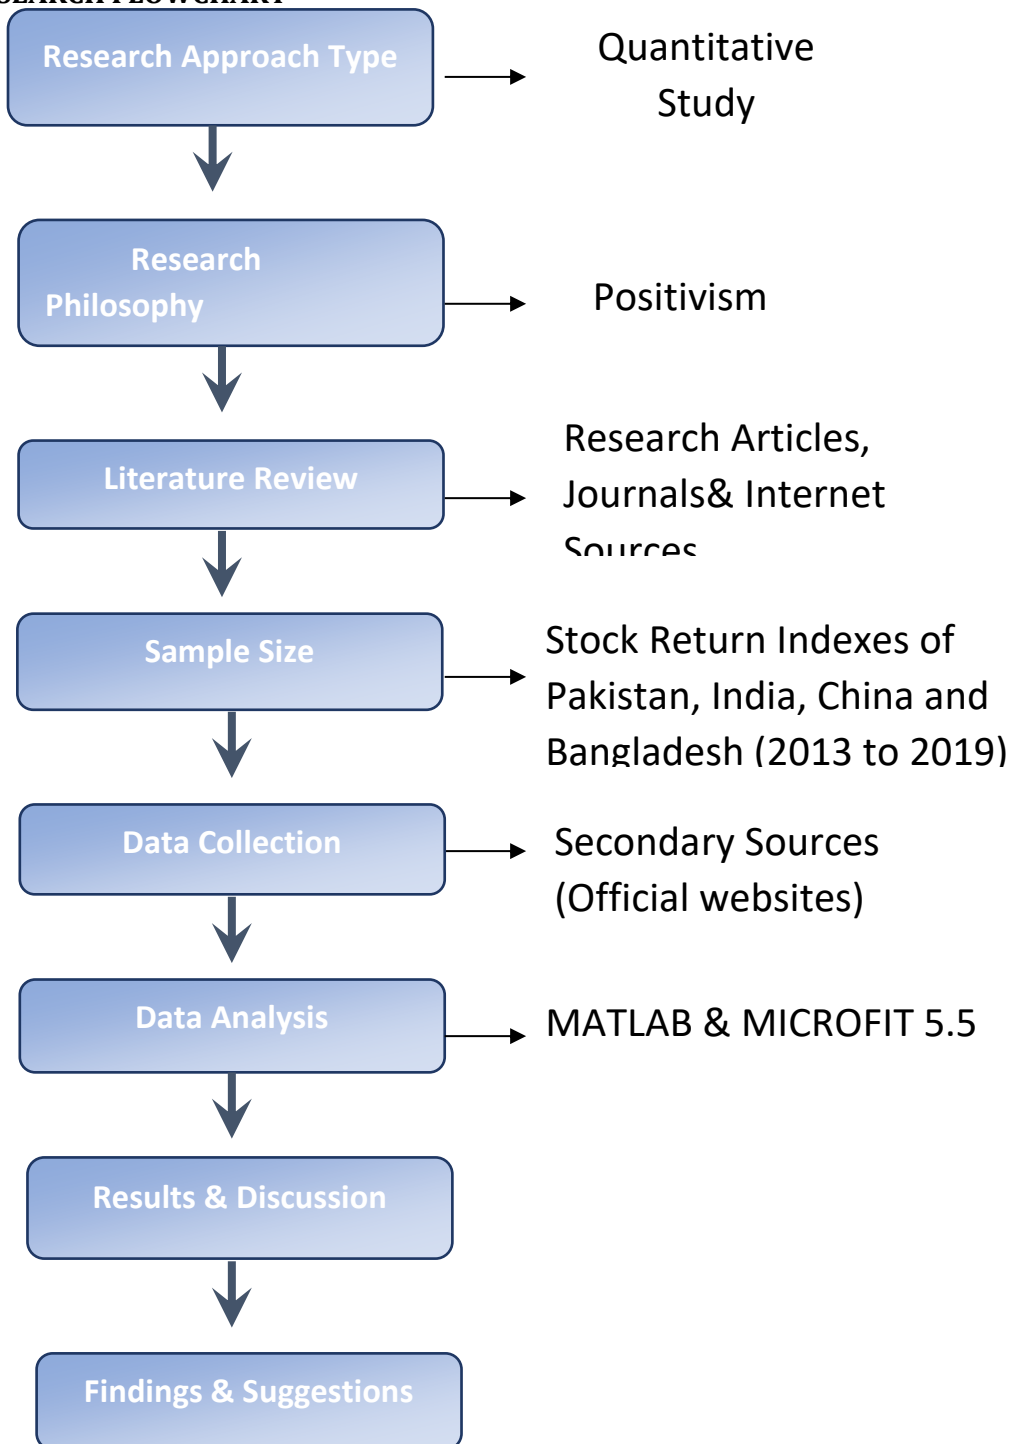 RESEARCH FLOWCHART
Research Approach Type
Quantitative
Study
Research
Philosophy
Positivism
Literature Review
Research Articles,
Journals& Internet
Sources
Sample Size
Stock Return Indexes of
Pakistan, India, China and
Bangladesh (2013 to 2019)
Data Collection
Secondary Sources
(Official websites)
Data Analysis
MATLAB & MICROFIT 5.5
Results & Discussion
Findings & Suggestions